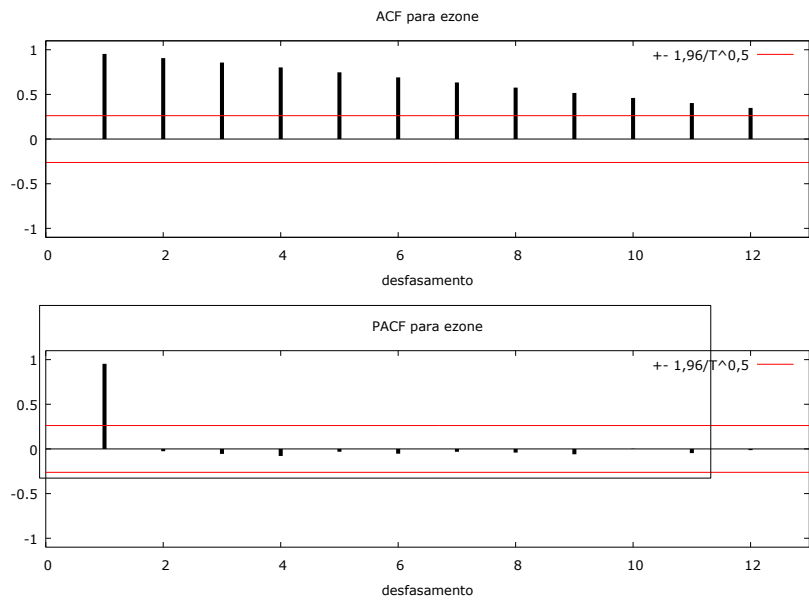 ACF para ezone
1
+- 1,96/T^0,5
0.5
0
-0.5
-1
0 2 4 6 8 10 12
desfasamento
PACF para ezone
1
+- 1,96/T^0,5
0.5
0
-0.5
-1
0 2 4 6 8 10 12
desfasamento